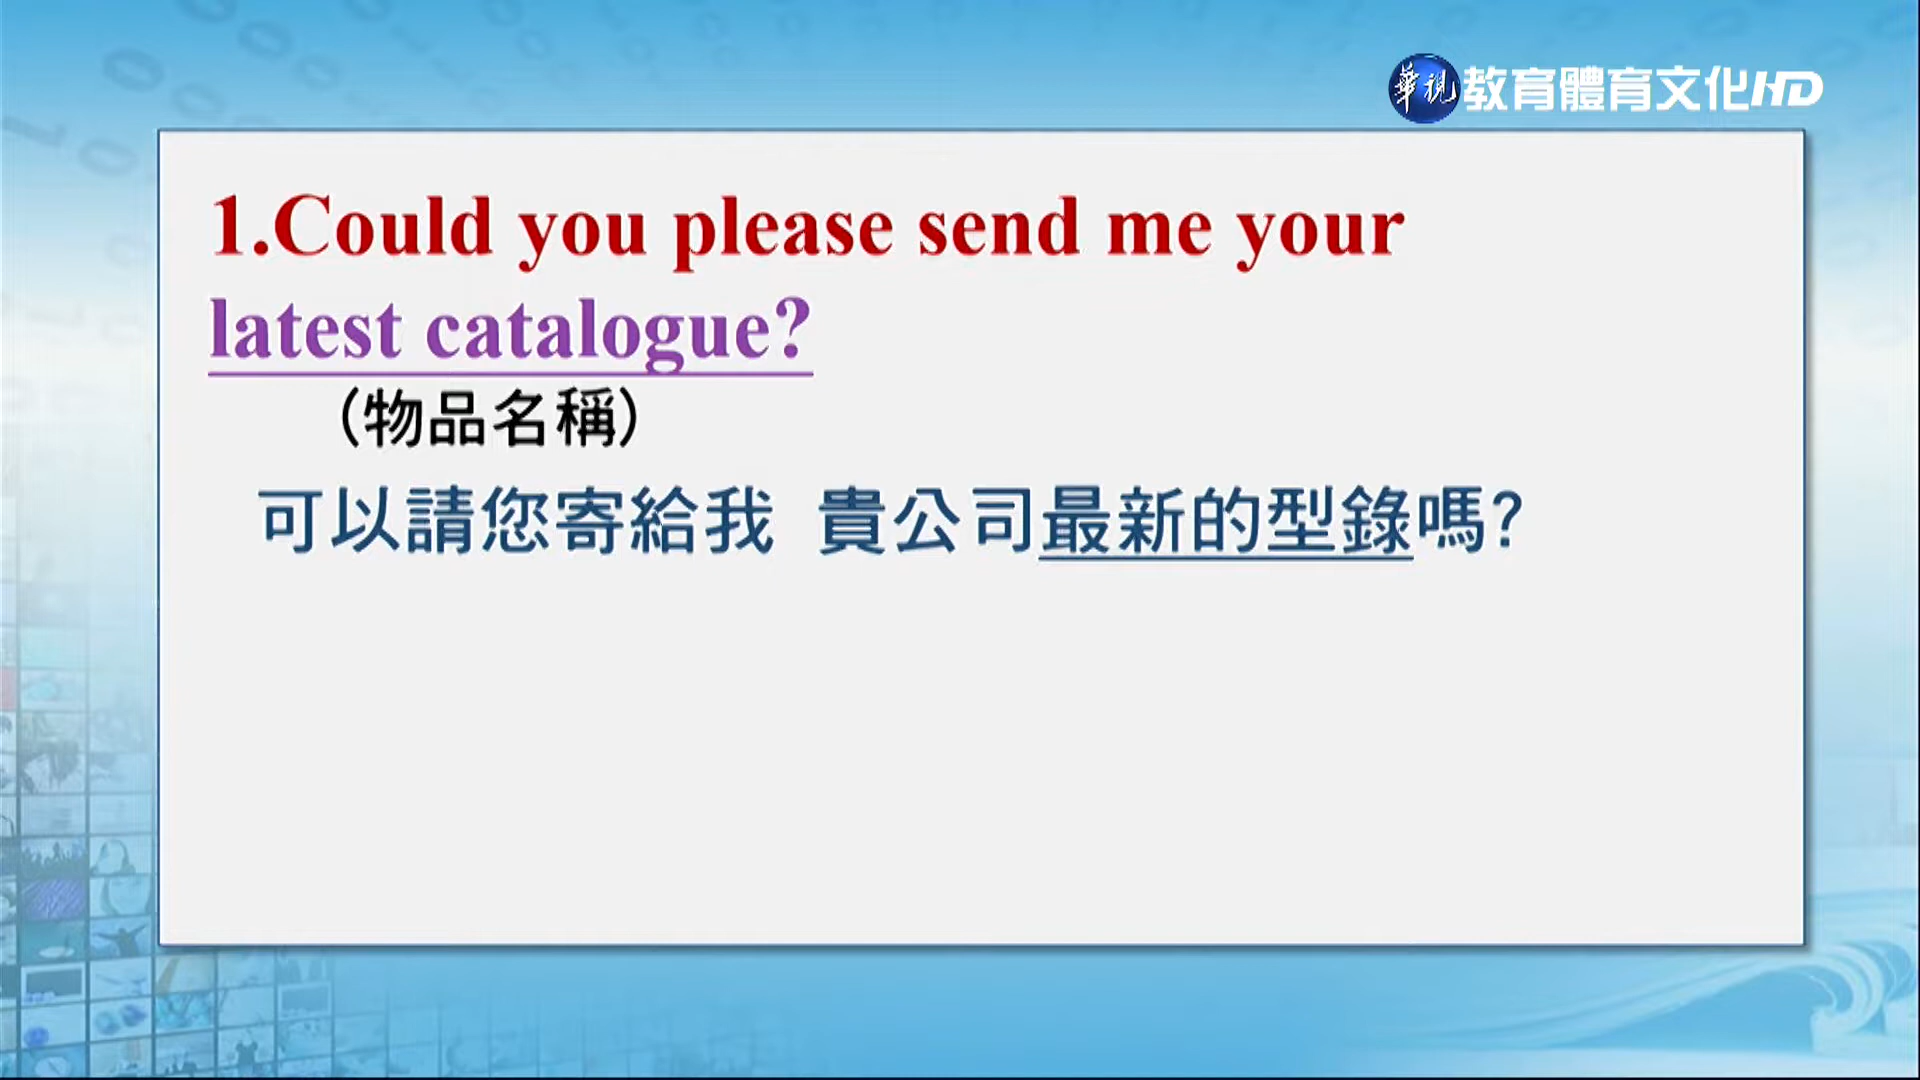 華視 教育體育文化HD
1.Could you please send me your
latest catalogue?
(物品名稱)
可以請您寄給我 貴公司最新的型錄嗎?